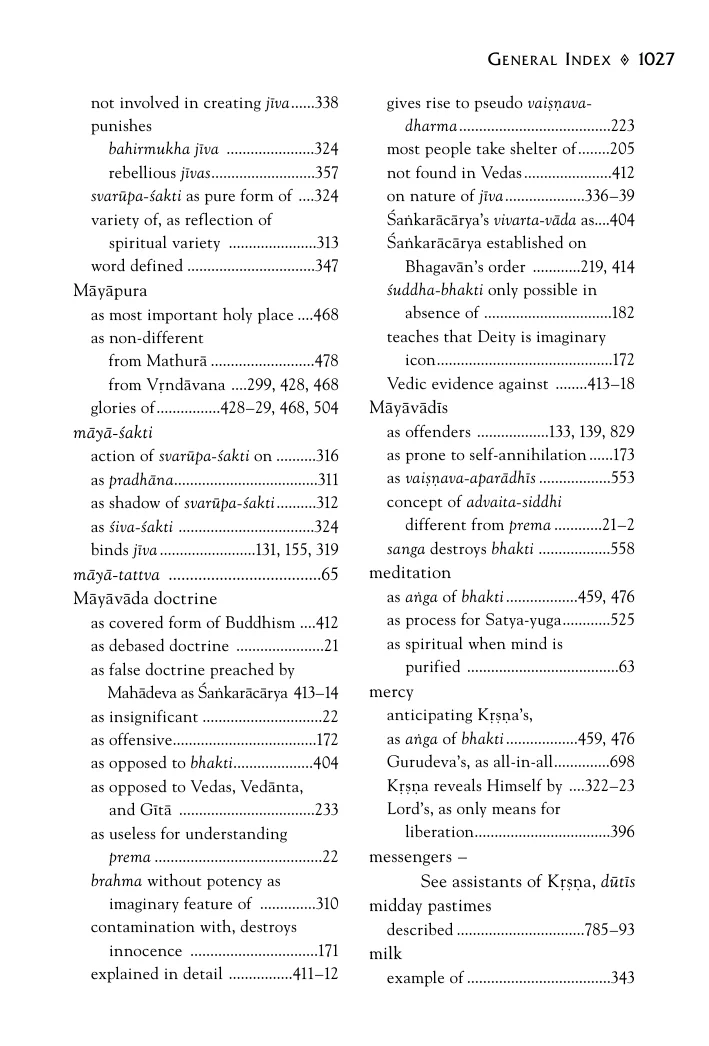 GENERAL INDEX ◈ 1027
not involved in creating jīva......338
punishes
bahirmukha jīva ......................324
rebellious jīvas..........................357
svarūpa-śakti as pure form of ....324
variety of, as reflection of
spiritual variety ......................313
word defined ................................347
Māyāpura
as most important holy place ....468
as non-different
from Mathurā ..........................478
from Vṛndāvana ....299, 428, 468
glories of................428–29, 468, 504
māyā-śakti
action of svarūpa-śakti on ..........316
as pradhāna....................................311
as shadow of svarūpa-śakti..........312
as śiva-śakti ..................................324
binds jīva........................131, 155, 319
māyā-tattva ......................................65
Māyāvāda doctrine
as covered form of Buddhism ....412
as debased doctrine ......................21
as false doctrine preached by
Mahādeva as Śaṅkarācārya 413–14
as insignificant ..............................22
as offensive....................................172
as opposed to bhakti....................404
as opposed to Vedas, Vedānta,
and Gītā ..................................233
as useless for understanding
prema ..........................................22
brahma without potency as
imaginary feature of ..............310
contamination with, destroys
innocence ................................171
explained in detail ................411–12
gives rise to pseudo vaiṣṇava-
dharma......................................223
most people take shelter of........205
not found in Vedas......................412
on nature of jīva....................336–39
Śaṅkarācārya’s vivarta-vāda as....404
Śaṅkarācārya established on
Bhagavān’s order ............219, 414
śuddha-bhakti only possible in
absence of ................................182
teaches that Deity is imaginary
icon............................................172
Vedic evidence against ........413–18
Māyāvādīs
as offenders ..................133, 139, 829
as prone to self-annihilation......173
as vaiṣṇava-aparādhīs ..................553
concept of advaita-siddhi
different from prema ............21–2
sanga destroys bhakti ..................558
meditation
as aṅga of bhakti..................459, 476
as process for Satya-yuga............525
as spiritual when mind is
purified ......................................63
mercy
anticipating Kṛṣṇa’s,
as aṅga of bhakti..................459, 476
Gurudeva’s, as all-in-all..............698
Kṛṣṇa reveals Himself by ....322–23
Lord’s, as only means for
liberation..................................396
messengers –
See assistants of Kṛṣṇa, dūtīs
midday pastimes
described ................................785–93
milk
example of ....................................343